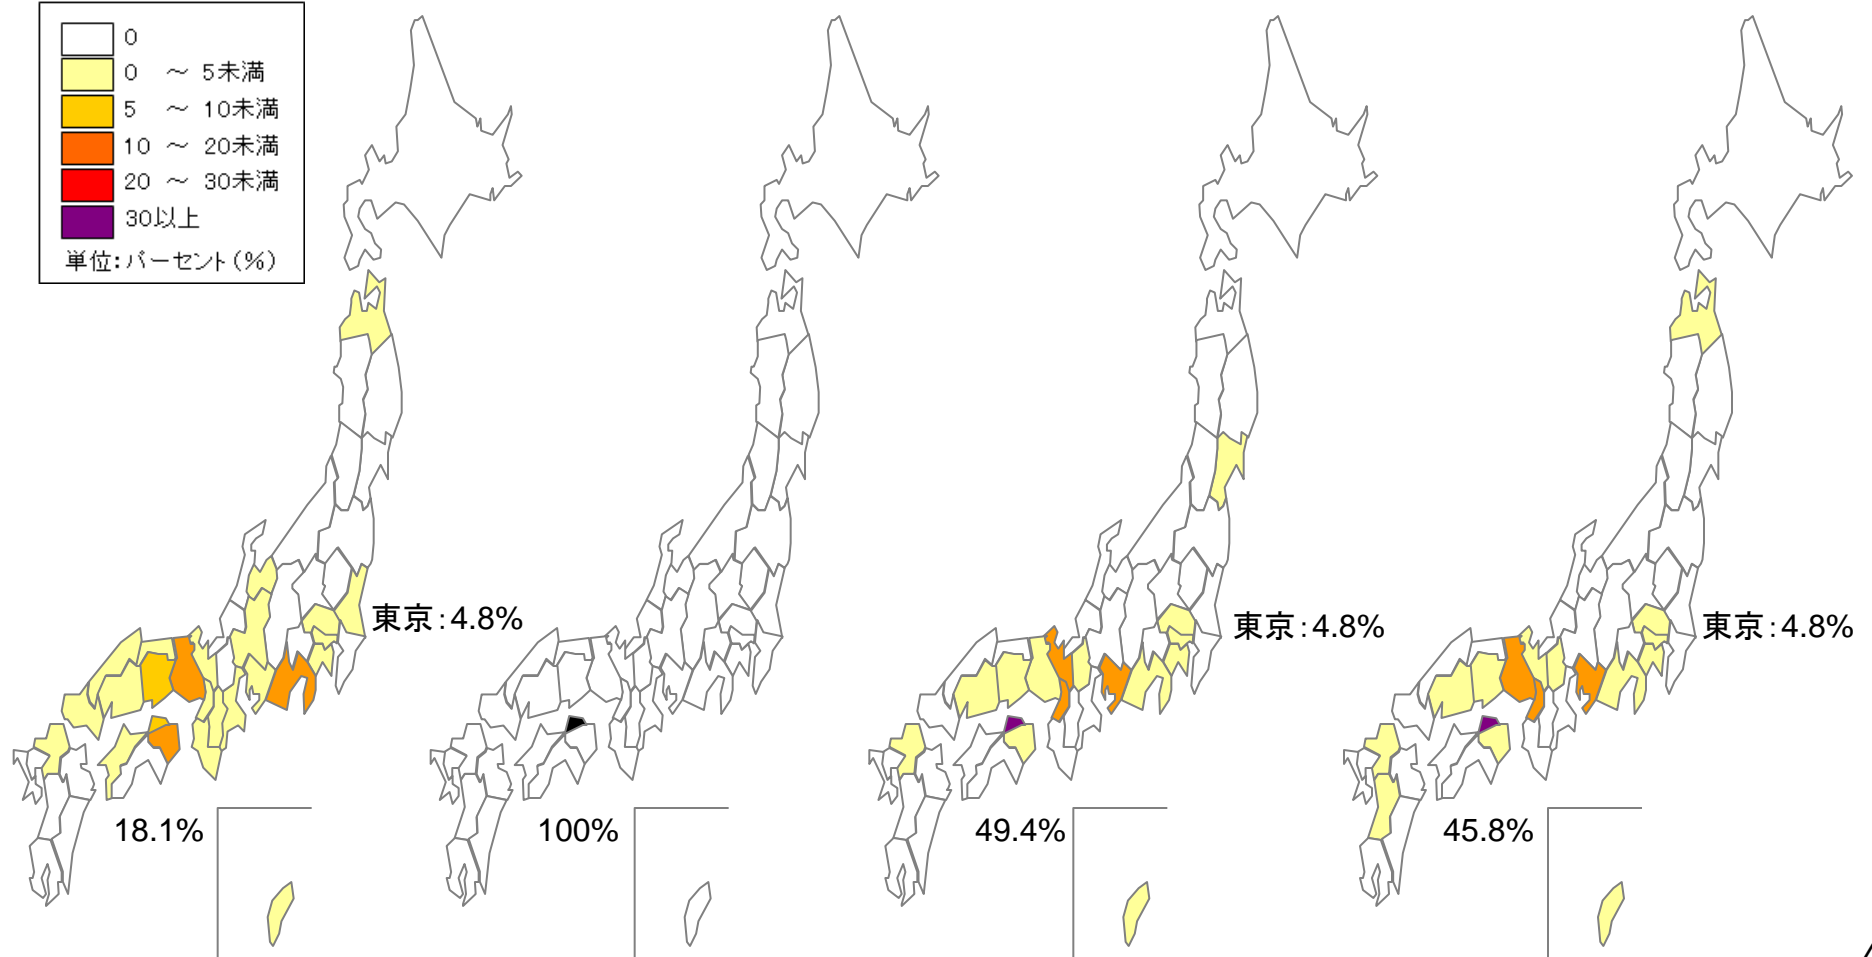 0
0 ～ 5未満
5 ～ 10未満
10 ～ 20未満
20 ～ 30未満
30以上
単位:パーセント(%)
東京:4.8%
東京:4.8%
東京:4.8%
18.1%
100%
49.4%
45.8%